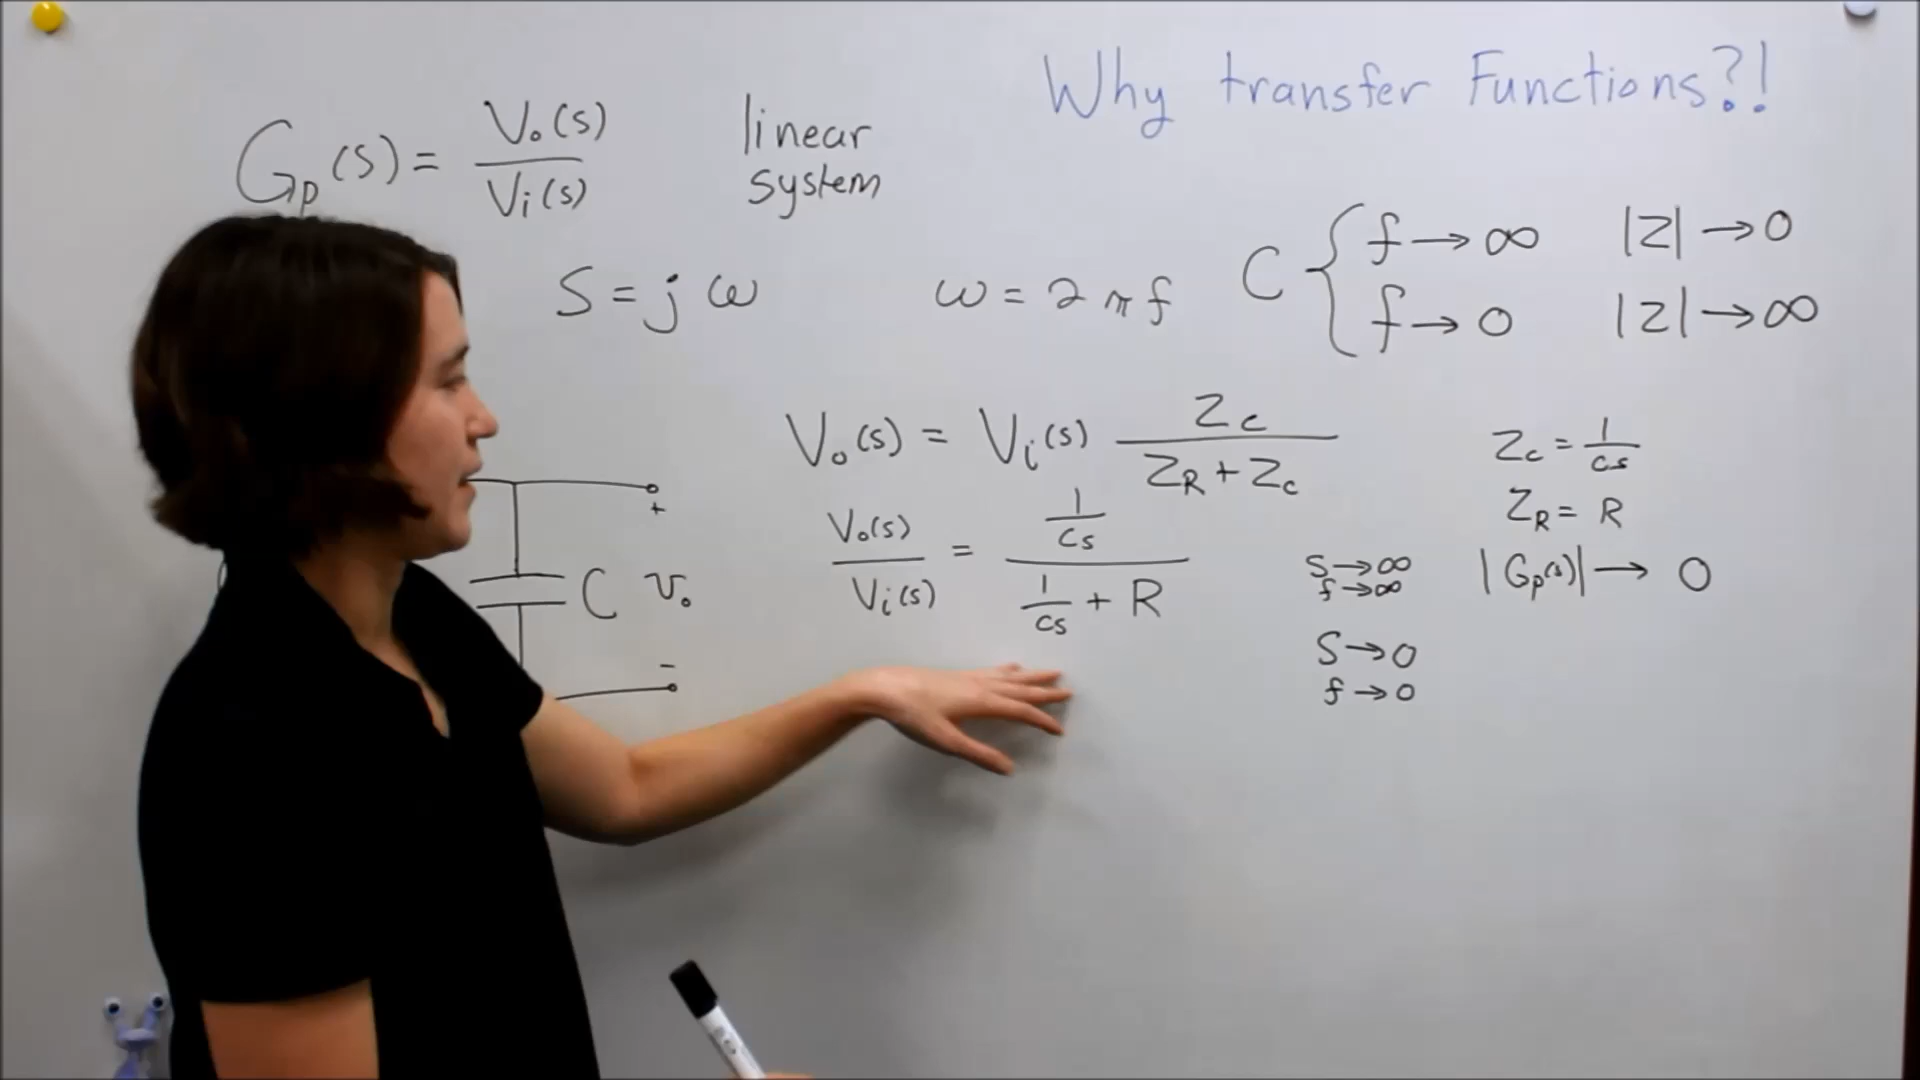 Why transfer Functions?!
Gp(s) = Vo(s) / Vi(s)
linear
system
S = jω
ω = 2πf
C { f → ∞ |Z| → 0
f → 0 |Z| → ∞
Vo(s) = Vi(s) Zc / (ZR + Zc)
Zc = 1/cs
ZR = R
Vo(s) / Vi(s) = (1/cs) / (1/cs + R)
S → ∞
f → ∞
|Gp(s)| → 0
S → 0
f → 0
+
C vo
-